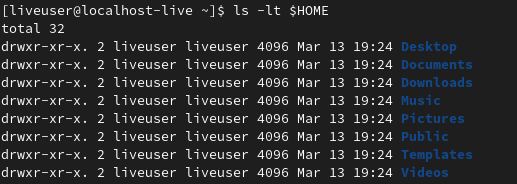 [liveuser@localhost-live ~]$ ls -lt $HOME
total 32
drwxr-xr-x. 2 liveuser liveuser 4096 Mar 13 19:24 Desktop
drwxr-xr-x. 2 liveuser liveuser 4096 Mar 13 19:24 Documents
drwxr-xr-x. 2 liveuser liveuser 4096 Mar 13 19:24 Downloads
drwxr-xr-x. 2 liveuser liveuser 4096 Mar 13 19:24 Music
drwxr-xr-x. 2 liveuser liveuser 4096 Mar 13 19:24 Pictures
drwxr-xr-x. 2 liveuser liveuser 4096 Mar 13 19:24 Public
drwxr-xr-x. 2 liveuser liveuser 4096 Mar 13 19:24 Templates
drwxr-xr-x. 2 liveuser liveuser 4096 Mar 13 19:24 Videos